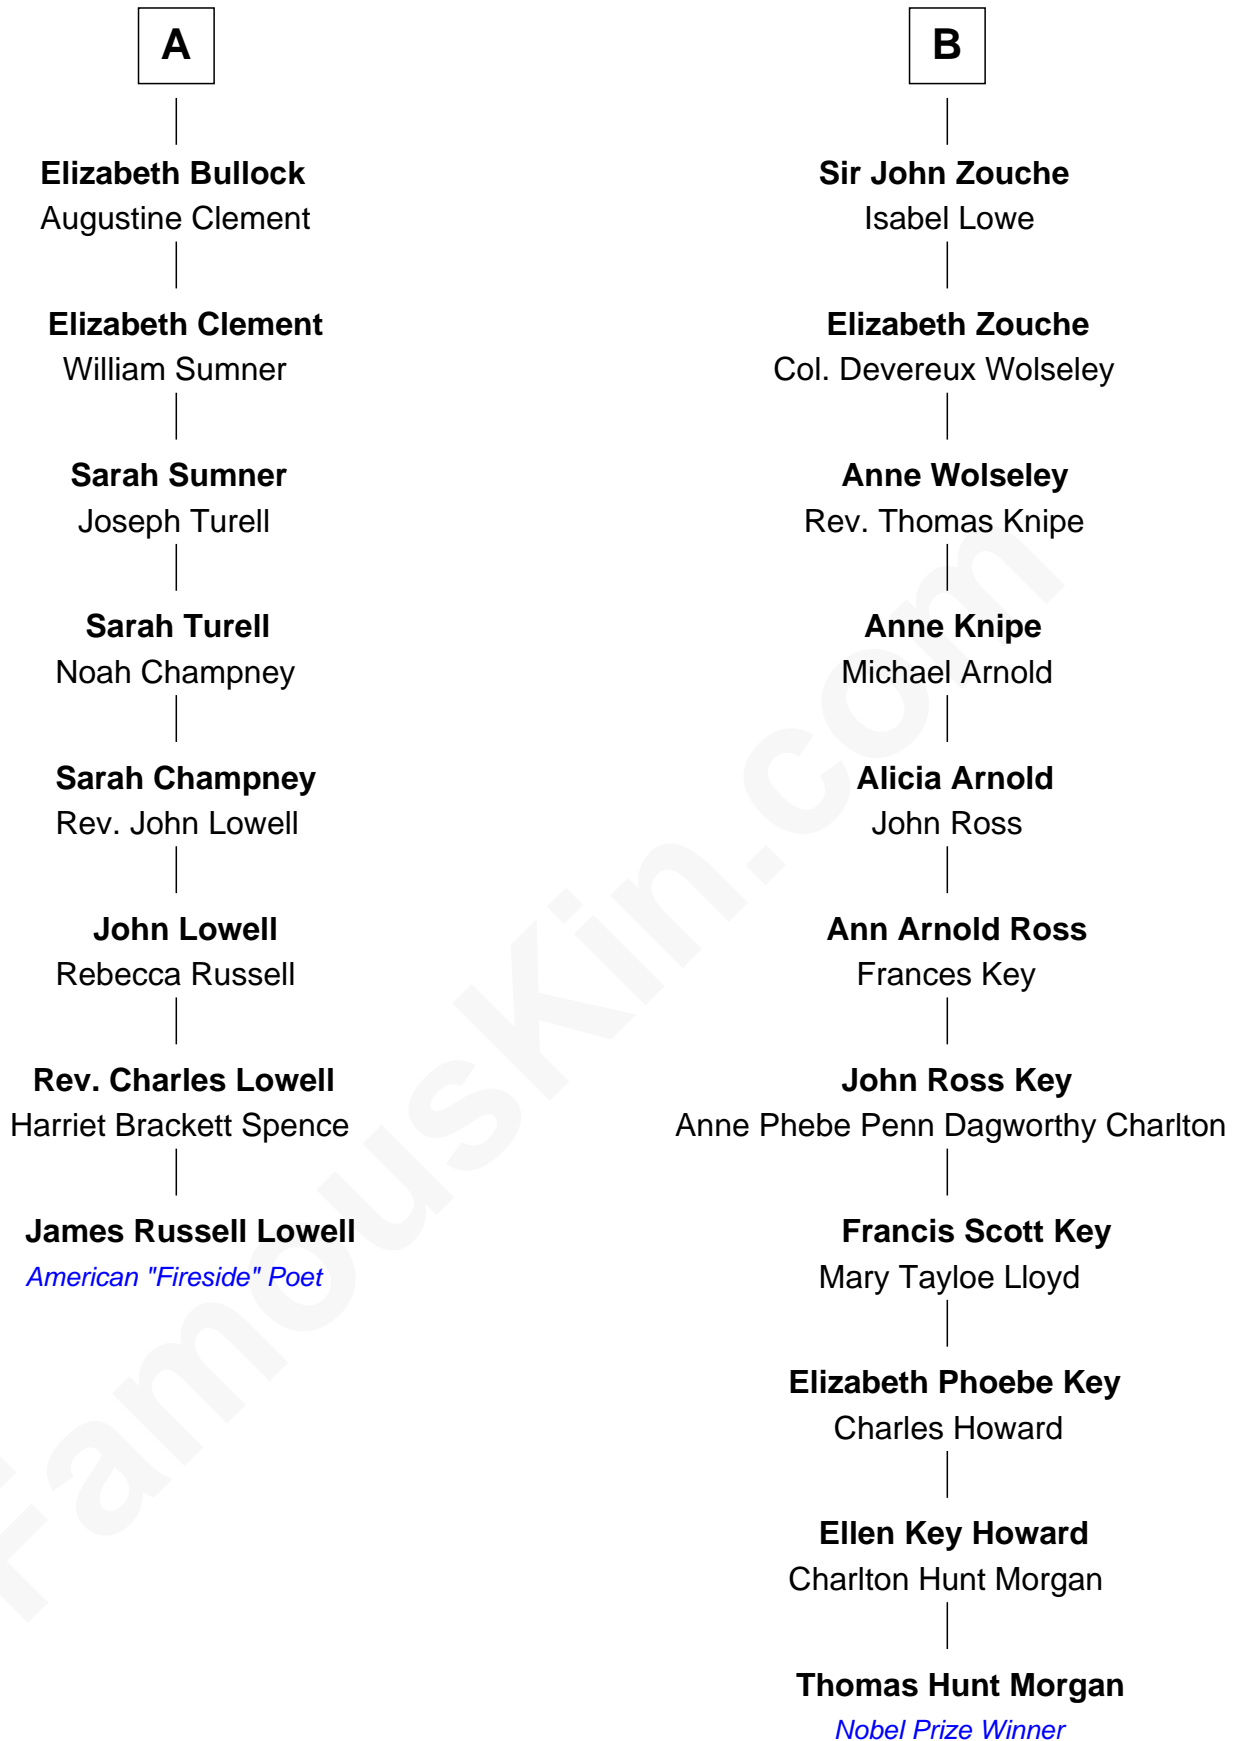 A
Elizabeth Bullock
Augustine Clement
Elizabeth Clement
William Sumner
Sarah Sumner
Joseph Turell
Sarah Turell
Noah Champney
Sarah Champney
Rev. John Lowell
John Lowell
Rebecca Russell
Rev. Charles Lowell
Harriet Brackett Spence
James Russell Lowell
American "Fireside" Poet
B
Sir John Zouche
Isabel Lowe
Elizabeth Zouche
Col. Devereux Wolseley
Anne Wolseley
Rev. Thomas Knipe
Anne Knipe
Michael Arnold
Alicia Arnold
John Ross
Ann Arnold Ross
Frances Key
John Ross Key
Anne Phebe Penn Dagworthy Charlton
Francis Scott Key
Mary Tayloe Lloyd
Elizabeth Phoebe Key
Charles Howard
Ellen Key Howard
Charlton Hunt Morgan
Thomas Hunt Morgan
Nobel Prize Winner
FamousKin.com